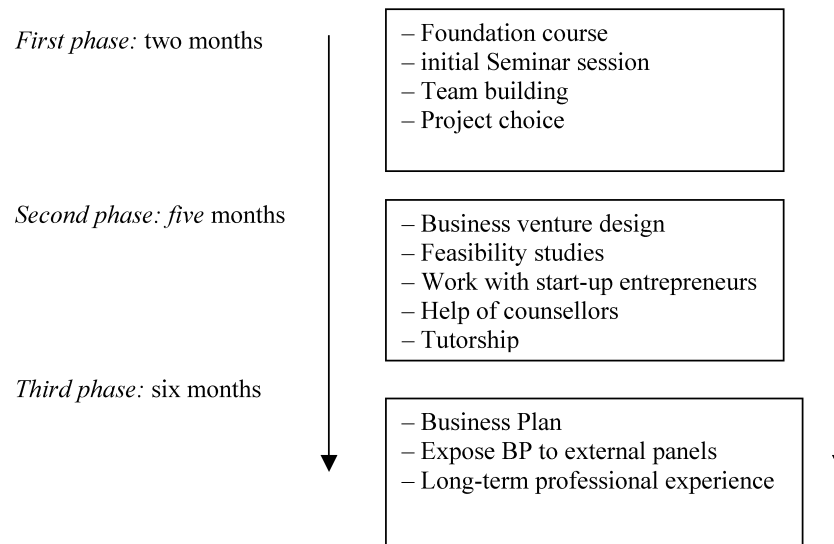 First phase: two months
– Foundation course
– initial Seminar session
– Team building
– Project choice
Second phase: five months
– Business venture design
– Feasibility studies
– Work with start-up entrepreneurs
– Help of counsellors
– Tutorship
Third phase: six months
– Business Plan
– Expose BP to external panels
– Long-term professional experience